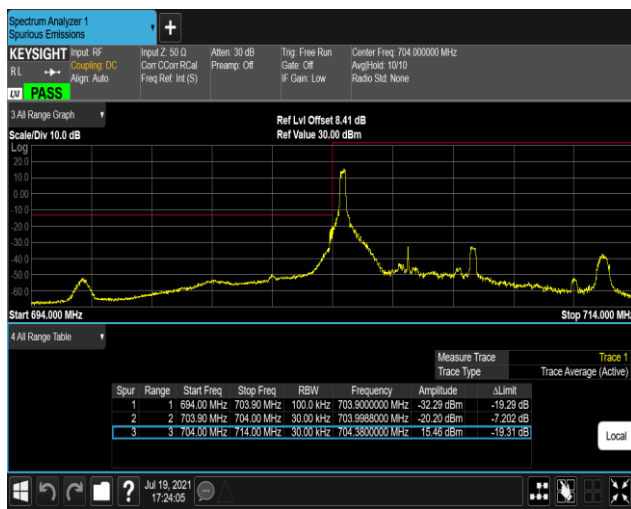 Spectrum Analyzer 1
Spurious Emissions
+
KEYSIGHT Input: RF Input Z: 50 Ω Atten: 30 dB Trig: Free Run Center Freq: 704.000000 MHz
RL Coupling: DC Corr CCorr RCal Preamp: Off Gate: Off Avg|Hold: 10/10
Align: Auto Freq Ref: Int (S) IF Gain: Low Radio Std: None
LXI PASS
3 All Range Graph
Ref Lvl Offset 8.41 dB
Scale/Div 10.0 dB Ref Value 30.00 dBm
Log
20.0
10.0
0.00
-10.0
-20.0
-30.0
-40.0
-50.0
-60.0
Start 694.000 MHz Stop 714.000 MHz
4 All Range Table
Measure Trace Trace 1
Trace Type Trace Average (Active)
Spur Range Start Freq Stop Freq RBW Frequency Amplitude ΔLimit
1 1 694.00 MHz 703.90 MHz 100.0 kHz 703.9000000 MHz -32.29 dBm -19.29 dB
2 2 703.90 MHz 704.00 MHz 30.00 kHz 703.9988000 MHz -20.20 dBm -7.202 dB
3 3 704.00 MHz 714.00 MHz 30.00 kHz 704.3800000 MHz 15.46 dBm -19.31 dB
Local
? Jul 19, 2021
17:24:05